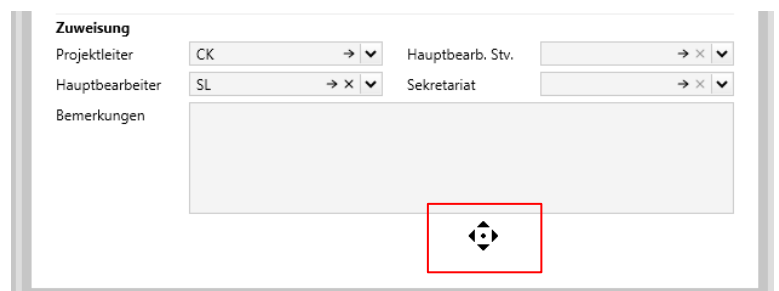 Zuweisung
Projektleiter CK Hauptbearb. Stv.
Hauptbearbeiter SL Sekretariat
Bemerkungen